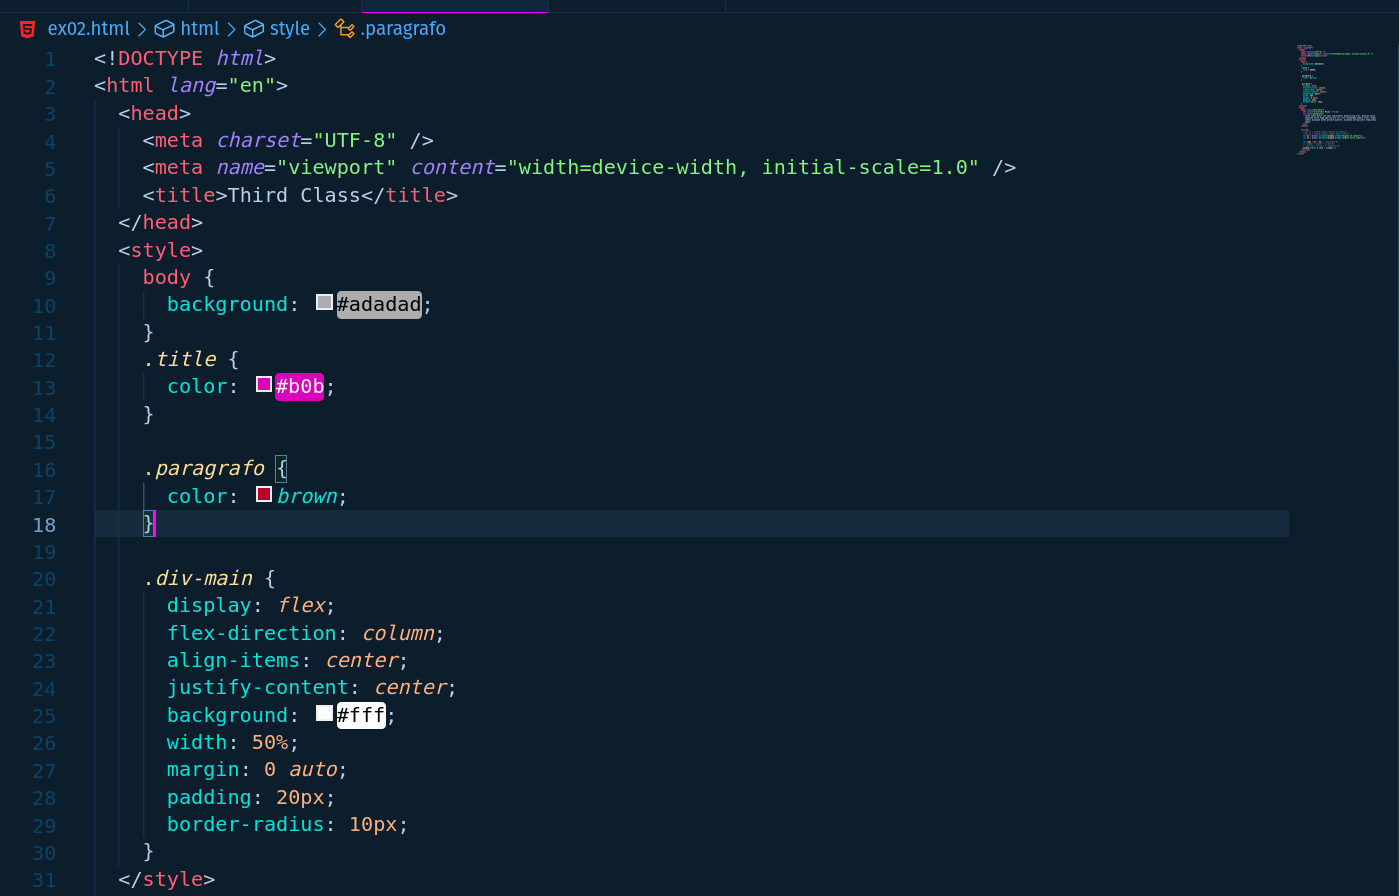 ex02.html > html > style > .paragrafo
1 <!DOCTYPE html>
2 <html lang="en">
3 <head>
4 <meta charset="UTF-8" />
5 <meta name="viewport" content="width=device-width, initial-scale=1.0" />
6 <title>Third Class</title>
7 </head>
8 <style>
9 body {
10 background: #adadad;
11 }
12 .title {
13 color: #b0b;
14 }
15
16 .paragrafo {
17 color: brown;
18 }
19
20 .div-main {
21 display: flex;
22 flex-direction: column;
23 align-items: center;
24 justify-content: center;
25 background: #fff;
26 width: 50%;
27 margin: 0 auto;
28 padding: 20px;
29 border-radius: 10px;
30 }
31 </style>